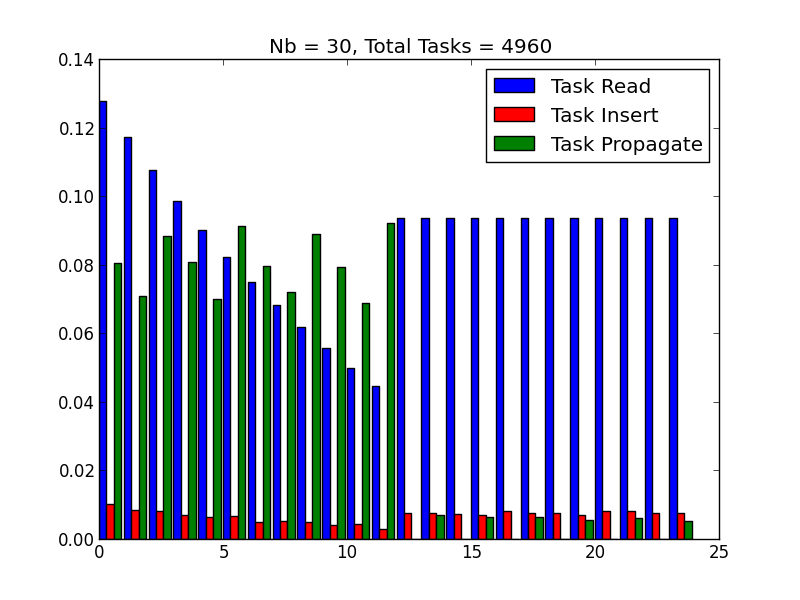 Nb = 30, Total Tasks = 4960
0.14
0.12
0.10
0.08
0.06
0.04
0.02
0.00
Task Read
Task Insert
Task Propagate
0 5 10 15 20 25